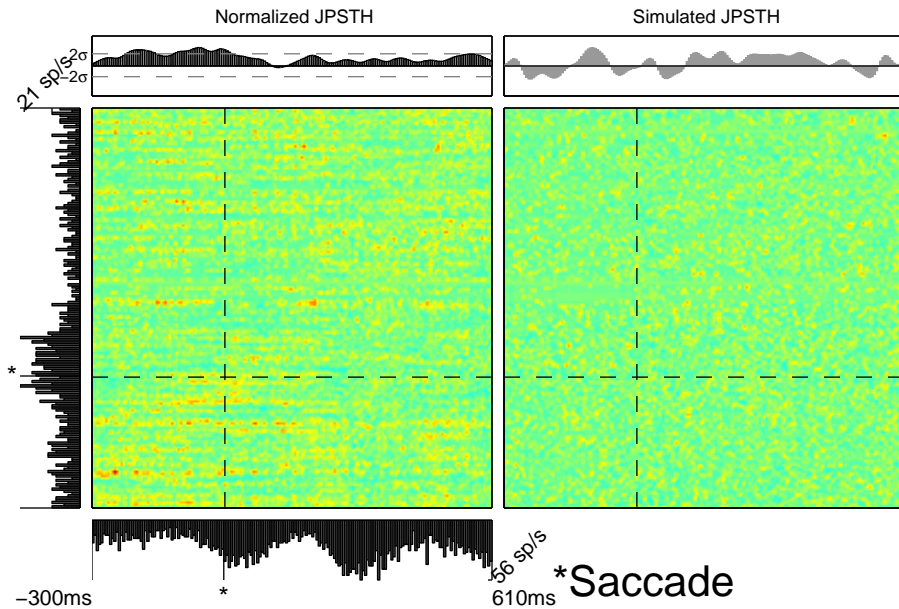 Normalized JPSTH
Simulated JPSTH
2σ
−2σ
21 sp/s
*
56 sp/s
*Saccade
−300ms
*
610ms